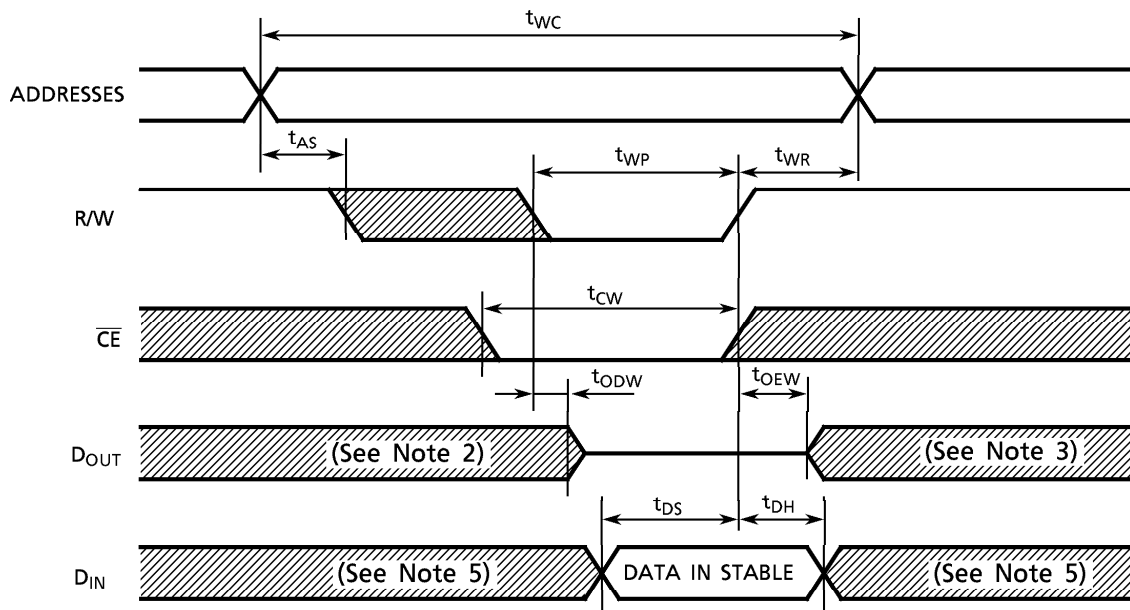 tWC
ADDRESSES
tAS
tWP
tWR
R/W
tCW
CE
tODW
tOEW
DOUT
(See Note 2)
(See Note 3)
tDS
tDH
DIN
(See Note 5)
DATA IN STABLE
(See Note 5)